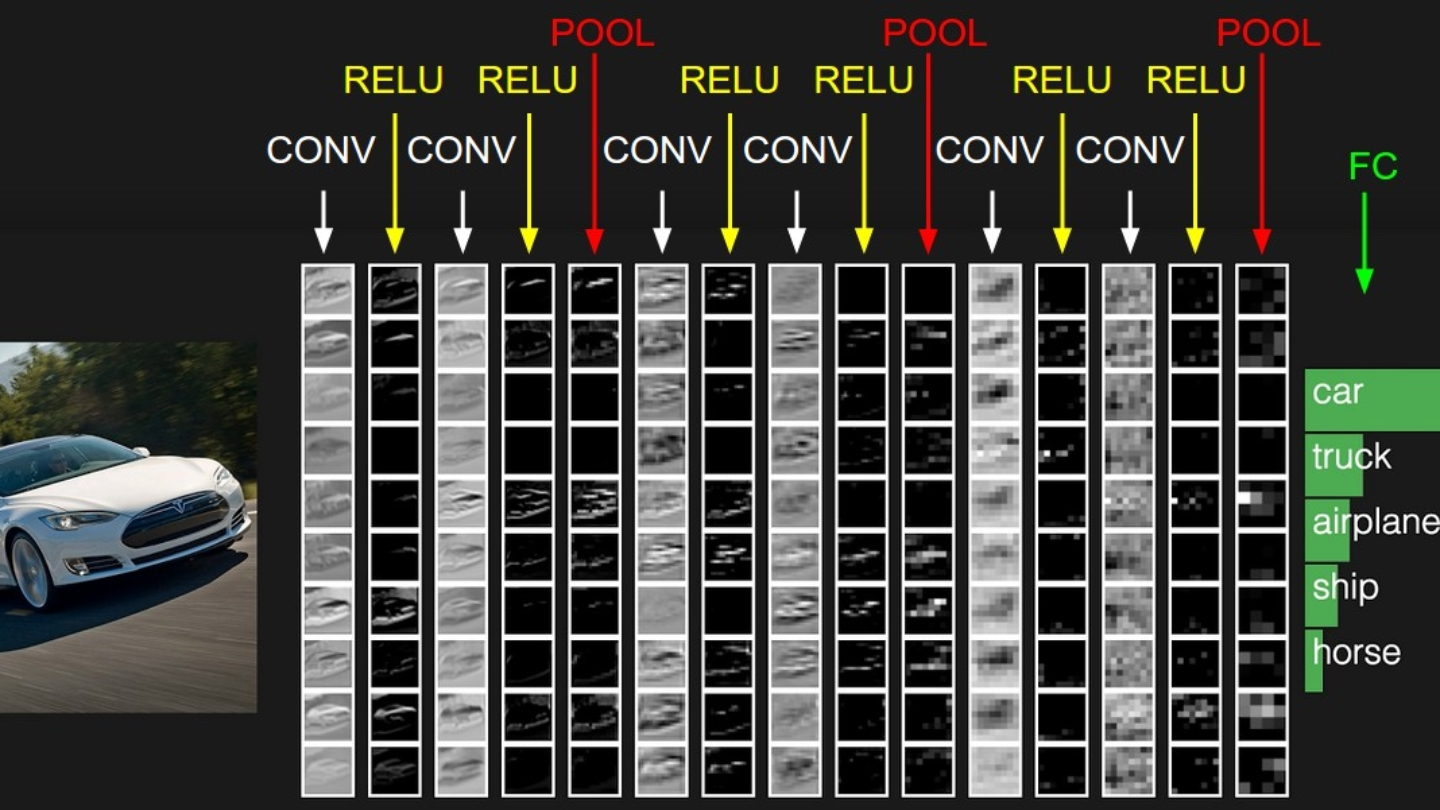 POOL POOL POOL
RELU RELU RELU RELU RELU RELU
CONV CONV CONV CONV CONV CONV
FC
car
truck
airplane
ship
horse